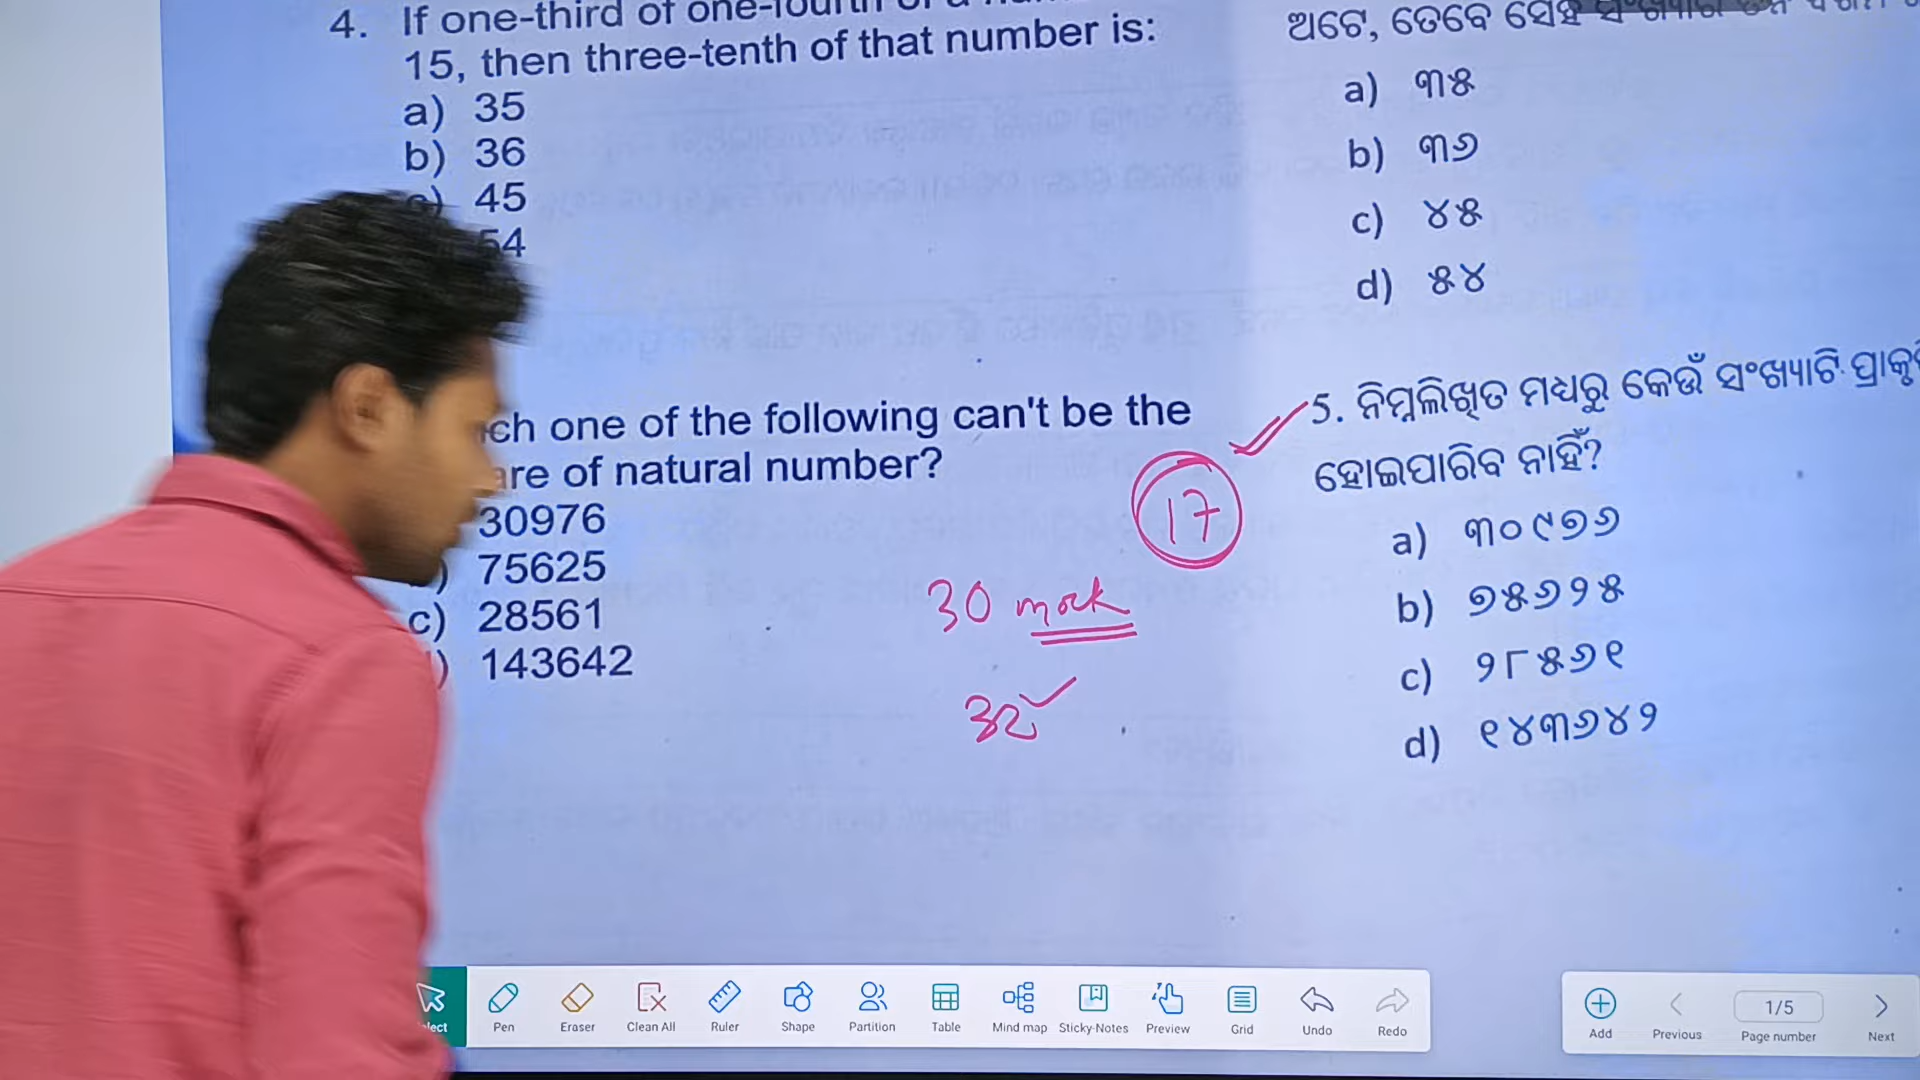 4. If one-third of one-fourth of a
15, then three-tenth of that number is:
a) 35
b) 36
c) 45
54
ch one of the following can't be the
are of natural number?
30976
) 75625
c) 28561
) 143642
17
30 mock
32
ଅଟେ, ତେବେ ସେହି ସଂଖ୍ୟାର
a) ୩୫
b) ୩୬
c) ୪୫
d) ୫୪
5. ନିମ୍ନଲିଖିତ ମଧ୍ୟରୁ କେଉଁ ସଂଖ୍ୟାଟି
ହୋଇପାରିବ ନାହିଁ?
a) ୩୦୯୭୬
b) ୭୫୬୨୫
c) ୨୮୫୬୧
d) ୧୪୩୬୪୨
lect Pen Eraser Clean All Ruler Shape Partition Table Mind map Sticky-Notes Preview Grid Undo Redo
1/5
Add Previous Page number Next